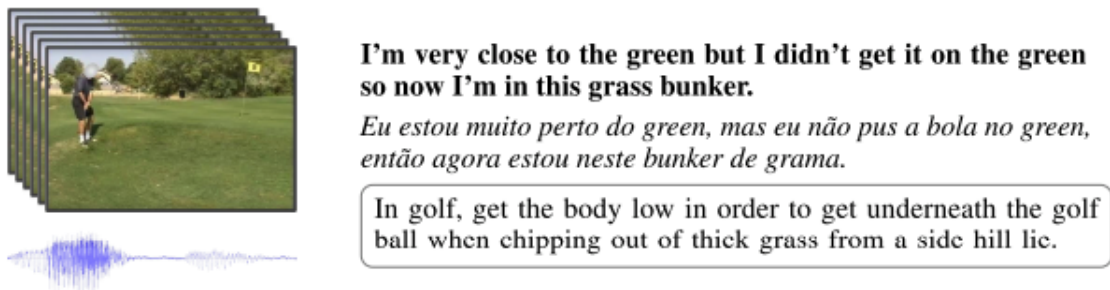 I'm very close to the green but I didn't get it on the green
so now I'm in this grass bunker.
Eu estou muito perto do green, mas eu não pus a bola no green,
então agora estou neste bunker de grama.
In golf, get the body low in order to get underneath the golf
ball when chipping out of thick grass from a side hill lie.